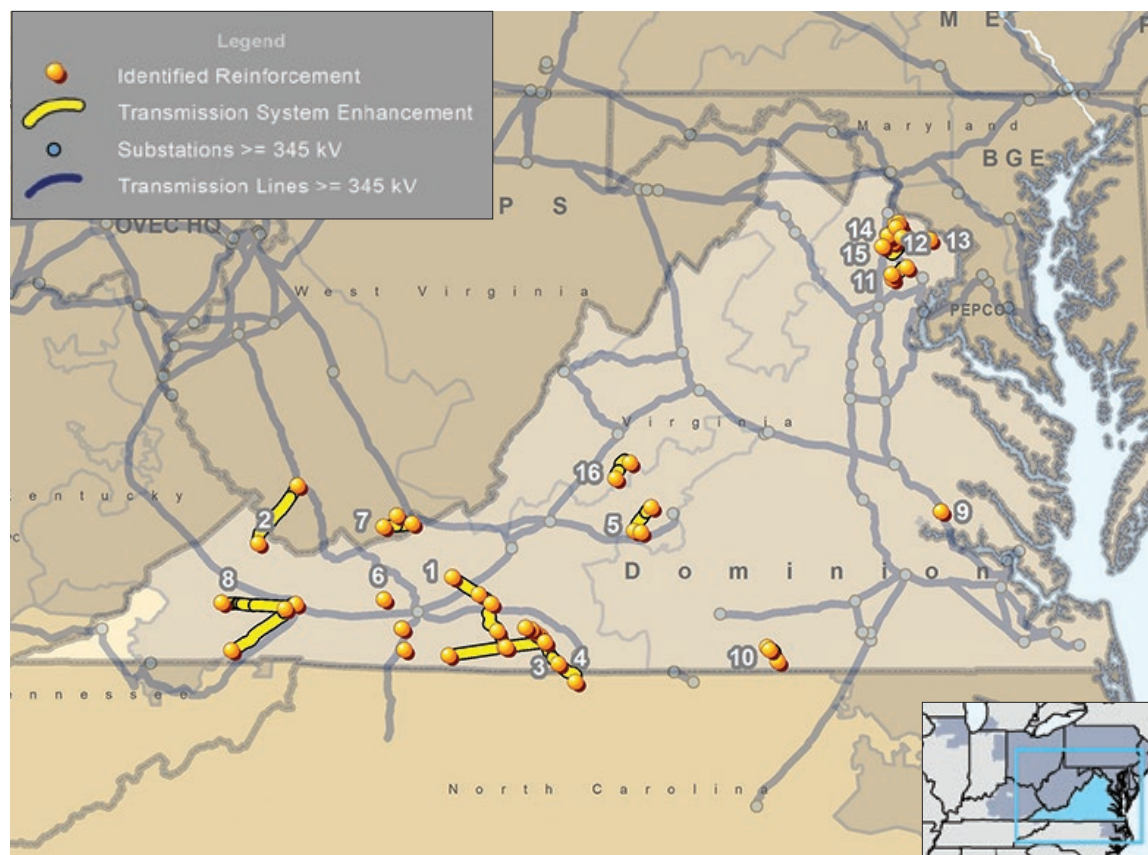 Legend
Identified Reinforcement
Transmission System Enhancement
Substations >= 345 kV
Transmission Lines >= 345 kV
M E
Maryland
BGE
P S
OVEC HQ
West Virginia
14
12
13
15
11
PEPCO
Virginia
16
entucky
2
7
5
9
Dominion
8
6
1
3
4
10
ennessee
North Carolina